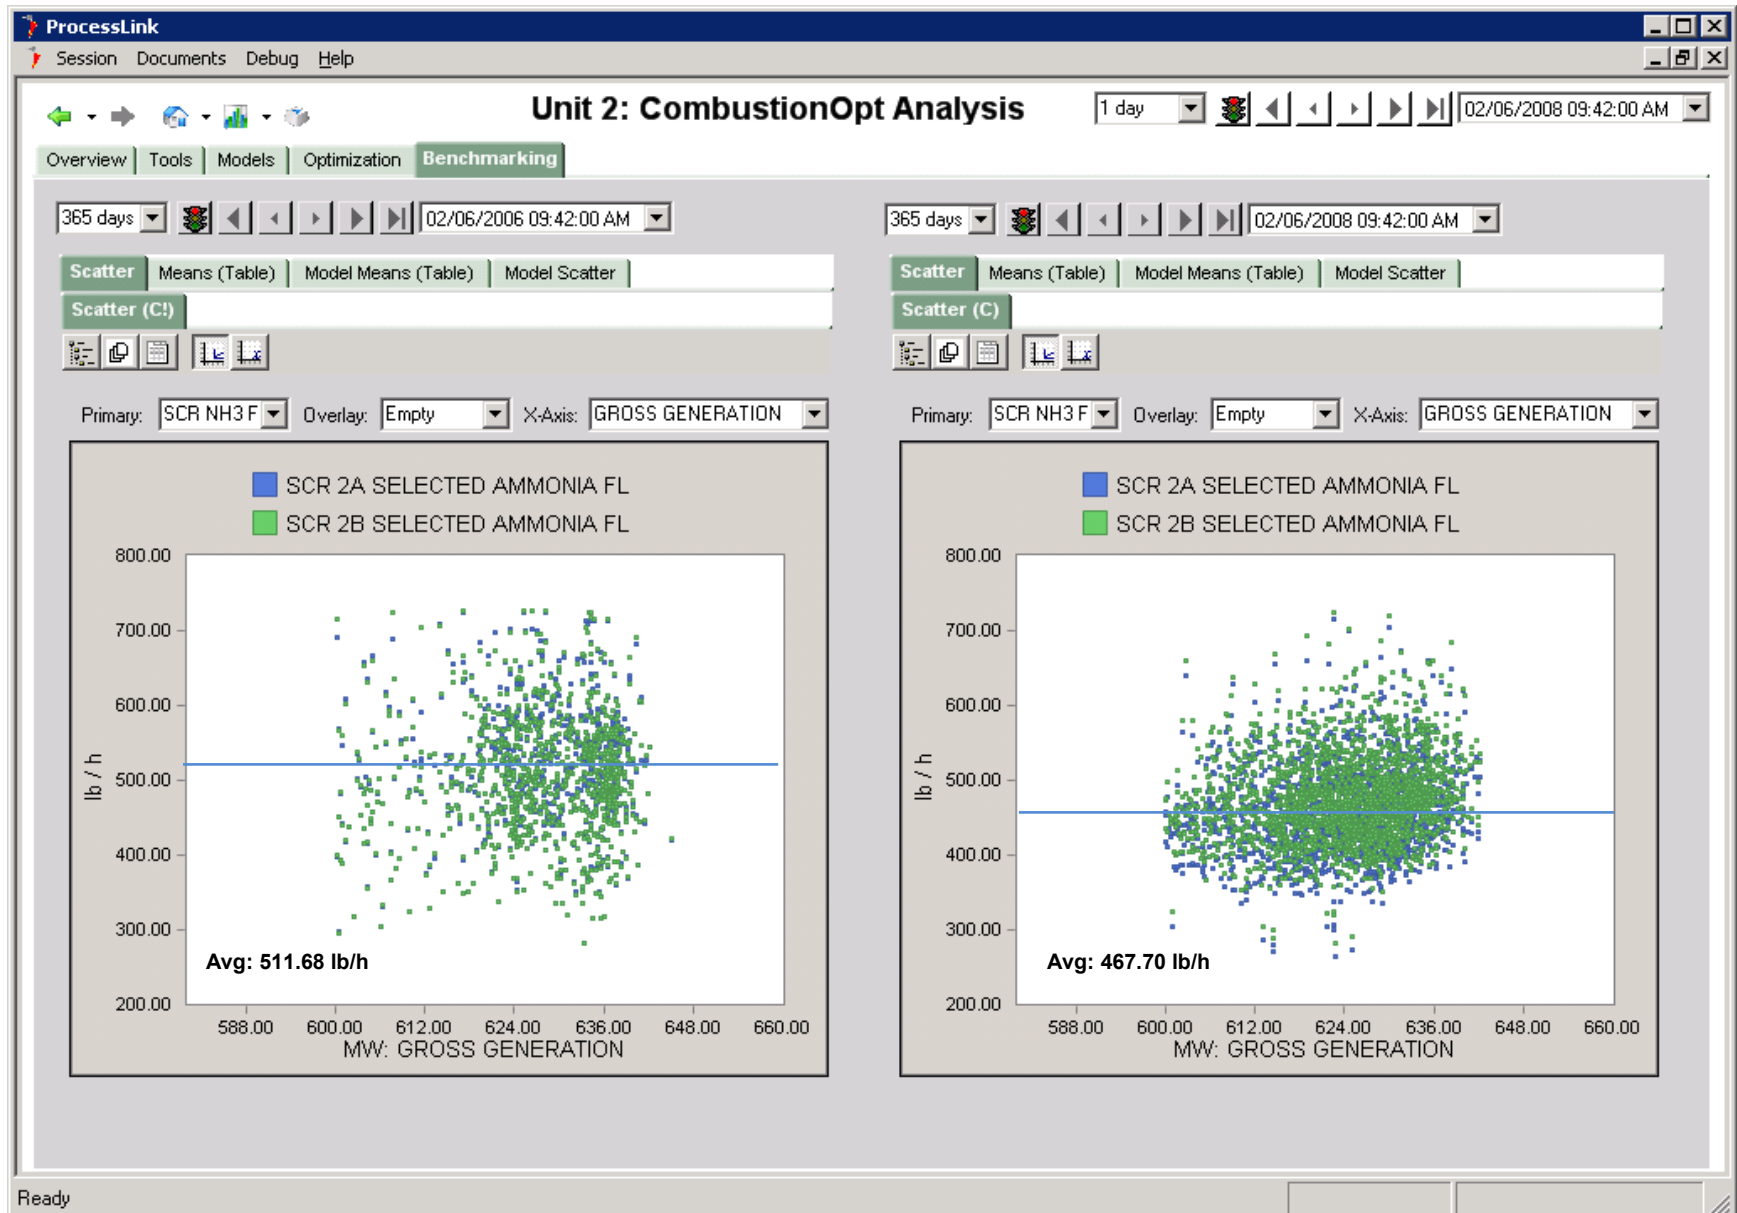 ProcessLink
Session Documents Debug Help
Unit 2: CombustionOpt Analysis
1 day
02/06/2008 09:42:00 AM
Overview Tools Models Optimization Benchmarking
365 days
02/06/2006 09:42:00 AM
Scatter Means (Table) Model Means (Table) Model Scatter
Scatter (C!)
Primary: SCR NH3 F Overlay: Empty X-Axis: GROSS GENERATION
SCR 2A SELECTED AMMONIA FL
SCR 2B SELECTED AMMONIA FL
800.00
700.00
600.00
500.00
400.00
300.00
200.00
lb / h
Avg: 511.68 lb/h
588.00 600.00 612.00 624.00 636.00 648.00 660.00
MW: GROSS GENERATION
365 days
02/06/2008 09:42:00 AM
Scatter Means (Table) Model Means (Table) Model Scatter
Scatter (C)
Primary: SCR NH3 F Overlay: Empty X-Axis: GROSS GENERATION
SCR 2A SELECTED AMMONIA FL
SCR 2B SELECTED AMMONIA FL
800.00
700.00
600.00
500.00
400.00
300.00
200.00
lb / h
Avg: 467.70 lb/h
588.00 600.00 612.00 624.00 636.00 648.00 660.00
MW: GROSS GENERATION
Ready